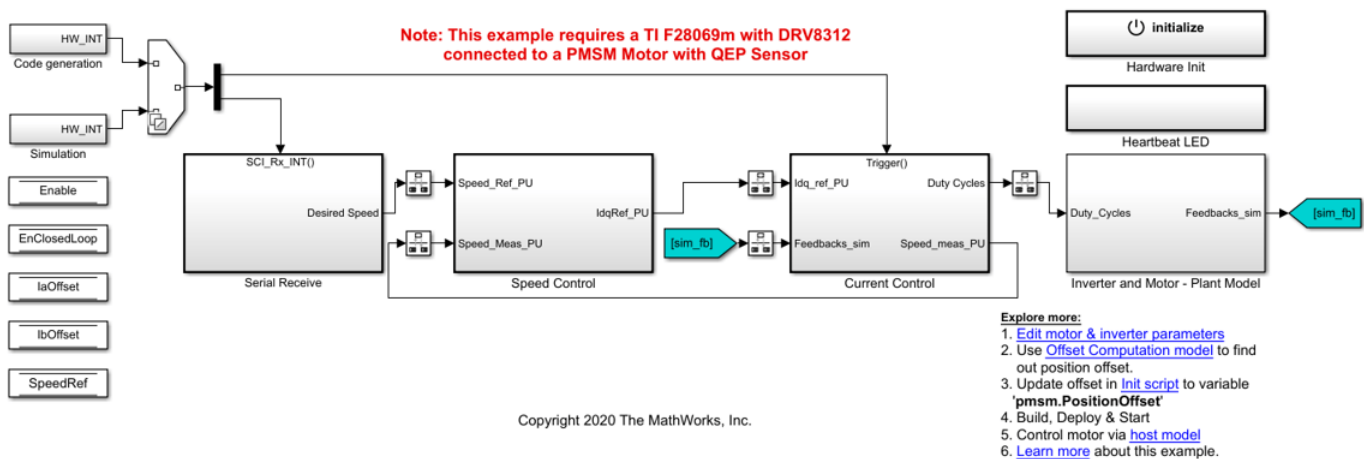 HW_INT
Code generation
HW_INT
Simulation
Enable
EnClosedLoop
IaOffset
IbOffset
SpeedRef
Note: This example requires a TI F28069m with DRV8312
connected to a PMSM Motor with QEP Sensor
initialize
Hardware Init
Heartbeat LED
SCI_Rx_INT()
Desired Speed
Serial Receive
Speed_Ref_PU
IdqRef_PU
Speed_Meas_PU
Speed Control
[sim_fb]
Trigger()
Idq_ref_PU
Duty Cycles
Feedbacks_sim
Speed_meas_PU
Current Control
Duty_Cycles
Feedbacks_sim
Inverter and Motor - Plant Model
[sim_fb]
Explore more:
1. Edit motor & inverter parameters
2. Use Offset Computation model to find
out position offset.
3. Update offset in Init script to variable
'pmsm.PositionOffset'
4. Build, Deploy & Start
5. Control motor via host model
6. Learn more about this example.
Copyright 2020 The MathWorks, Inc.